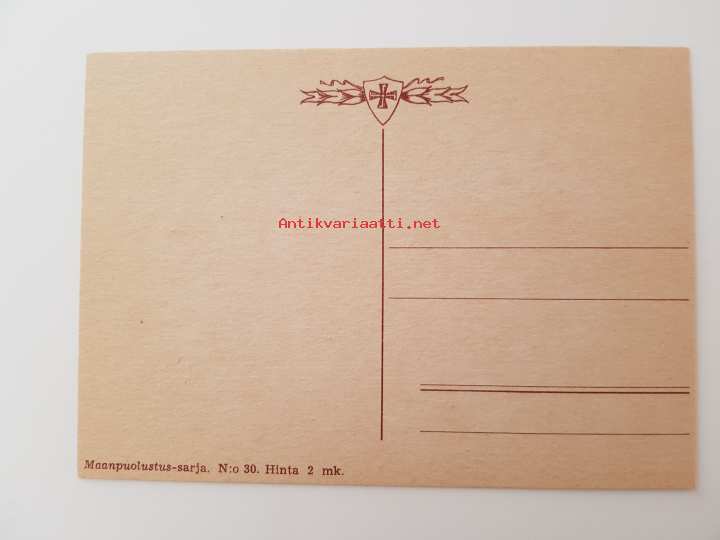 Antikvariaatti.net
Maanpuolustus-sarja. N:o 30. Hinta 2 mk.